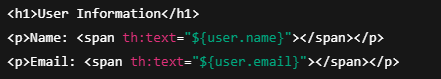 <h1>User Information</h1>
<p>Name: <span th:text="${user.name}"></span></p>
<p>Email: <span th:text="${user.email}"></span></p>